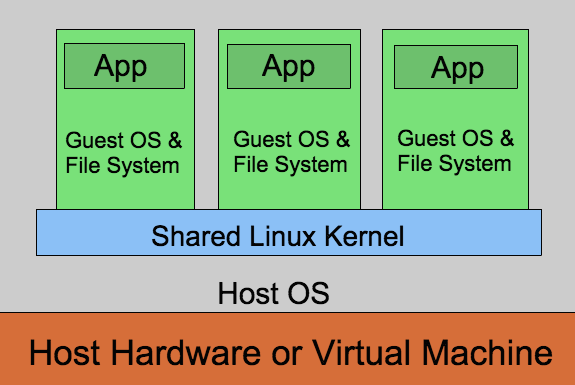 App
App
App
Guest OS &
File System
Guest OS &
File System
Guest OS &
File System
Shared Linux Kernel
Host OS
Host Hardware or Virtual Machine